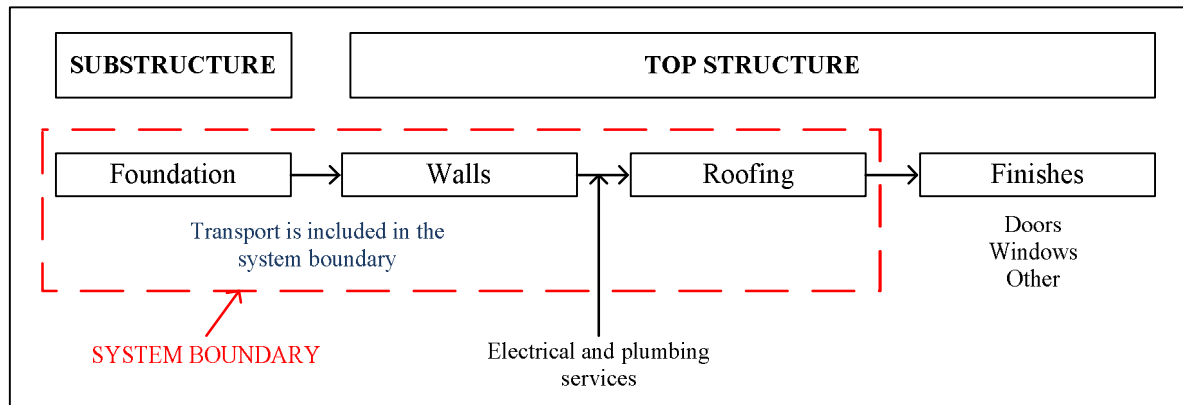 SUBSTRUCTURE
TOP STRUCTURE
Foundation
Walls
Roofing
Finishes
Transport is included in the
system boundary
Doors
Windows
Other
SYSTEM BOUNDARY
Electrical and plumbing
services